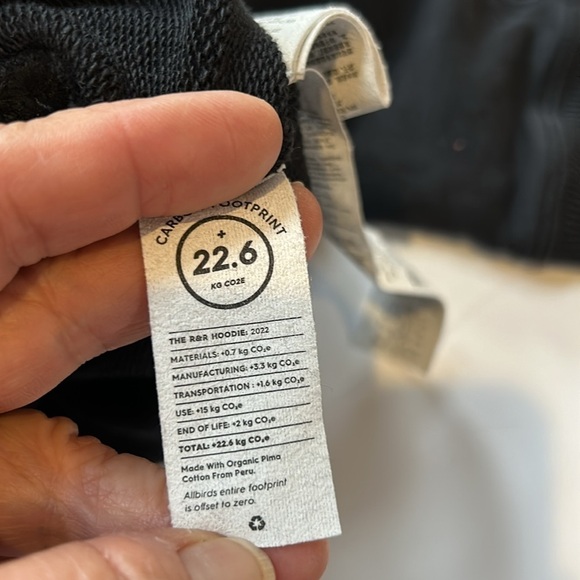 CARBON FOOTPRINT
+
22.6
KG CO2E
THE R&R HOODIE: 2022
MATERIALS: +0.7 kg CO₂e
MANUFACTURING: +3.3 kg CO₂e
TRANSPORTATION : +1.6 kg CO₂e
USE: +15 kg CO₂e
END OF LIFE: +2 kg CO₂e
TOTAL: +22.6 kg CO₂e
Made With Organic Pima
Cotton From Peru.
Allbirds entire footprint
is offset to zero.